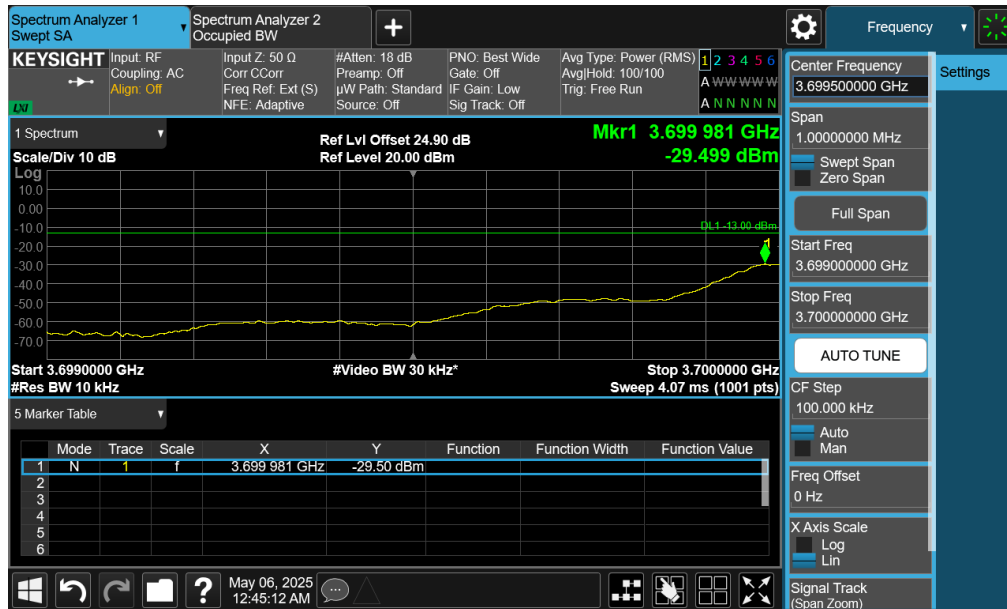 Spectrum Analyzer 1
Swept SA
Spectrum Analyzer 2
Occupied BW
Frequency
KEYSIGHT
LXI
Input: RF
Coupling: AC
Align: Off
Input Z: 50 Ω
Corr CCorr
Freq Ref: Ext (S)
NFE: Adaptive
#Atten: 18 dB
Preamp: Off
µW Path: Standard
Source: Off
PNO: Best Wide
Gate: Off
IF Gain: Low
Sig Track: Off
Avg Type: Power (RMS)
Avg|Hold: 100/100
Trig: Free Run
1 2 3 4 5 6
A W W W W W
A N N N N N
1 Spectrum
Scale/Div 10 dB
Ref Lvl Offset 24.90 dB
Ref Level 20.00 dBm
Mkr1 3.699 981 GHz
-29.499 dBm
Log
10.0
0.00
-10.0
-20.0
-30.0
-40.0
-50.0
-60.0
-70.0
DL1 -13.00 dBm
1
Start 3.6990000 GHz
#Res BW 10 kHz
#Video BW 30 kHz*
Stop 3.7000000 GHz
Sweep 4.07 ms (1001 pts)
5 Marker Table
Mode Trace Scale X Y Function Function Width Function Value
1 N 1 f 3.699 981 GHz -29.50 dBm
2
3
4
5
6
May 06, 2025
12:45:12 AM
Center Frequency
3.699500000 GHz
Settings
Span
1.00000000 MHz
Swept Span
Zero Span
Full Span
Start Freq
3.699000000 GHz
Stop Freq
3.700000000 GHz
AUTO TUNE
CF Step
100.000 kHz
Auto
Man
Freq Offset
0 Hz
X Axis Scale
Log
Lin
Signal Track
(Span Zoom)